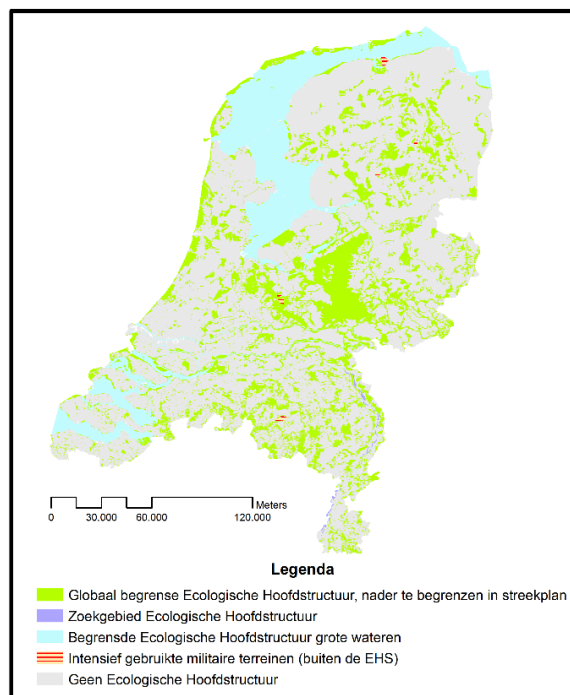 Meters
0 30.000 60.000 120.000
Legenda
Globaal begrense Ecologische Hoofdstructuur, nader te begrenzen in streekplan
Zoekgebied Ecologische Hoofdstructuur
Begrensde Ecologische Hoofdstructuur grote wateren
Intensief gebruikte militaire terreinen (buiten de EHS)
Geen Ecologische Hoofdstructuur